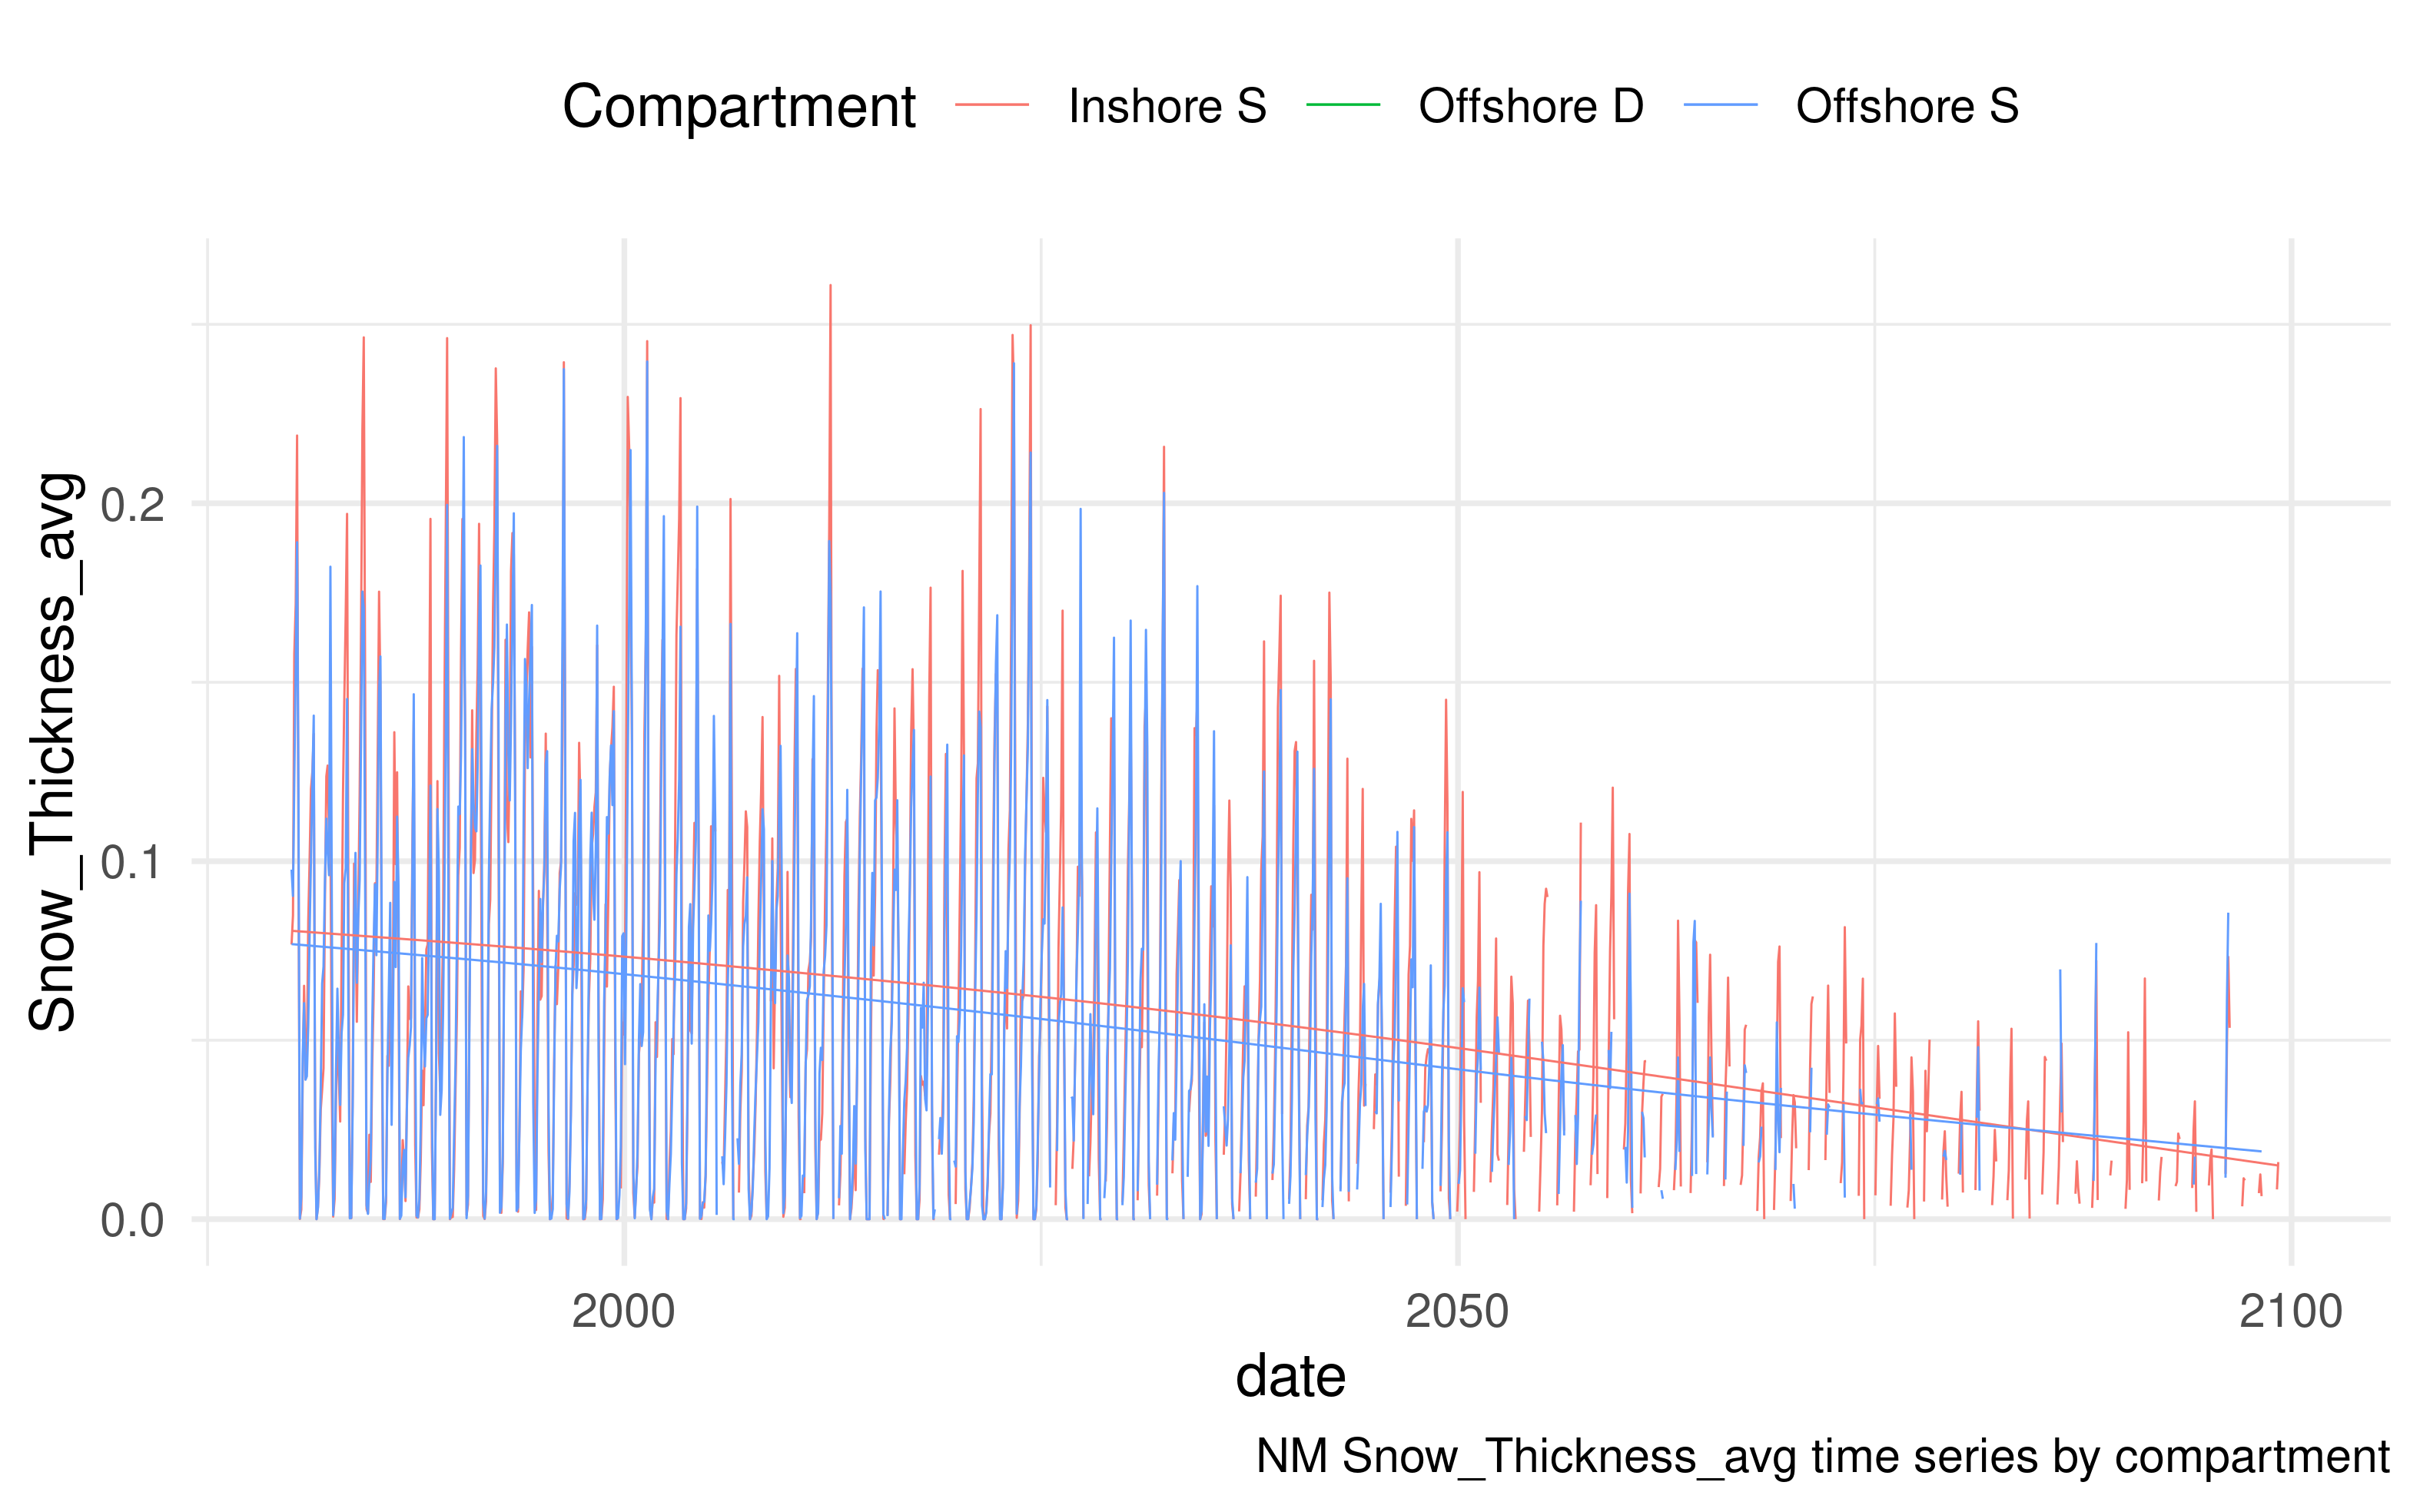 Compartment Inshore S Offshore D Offshore S
Snow_Thickness_avg
0.2
0.1
0.0
2000 2050 2100
date
NM Snow_Thickness_avg time series by compartment